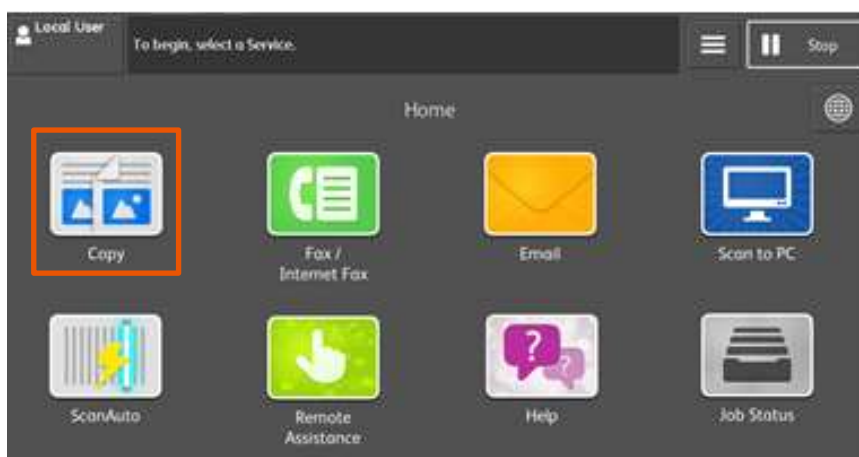 Local User
To begin, select a Service.
Stop
Home
Copy
Fax /
Internet Fax
Email
Scan to PC
ScanAuto
Remote
Assistance
Help
Job Status